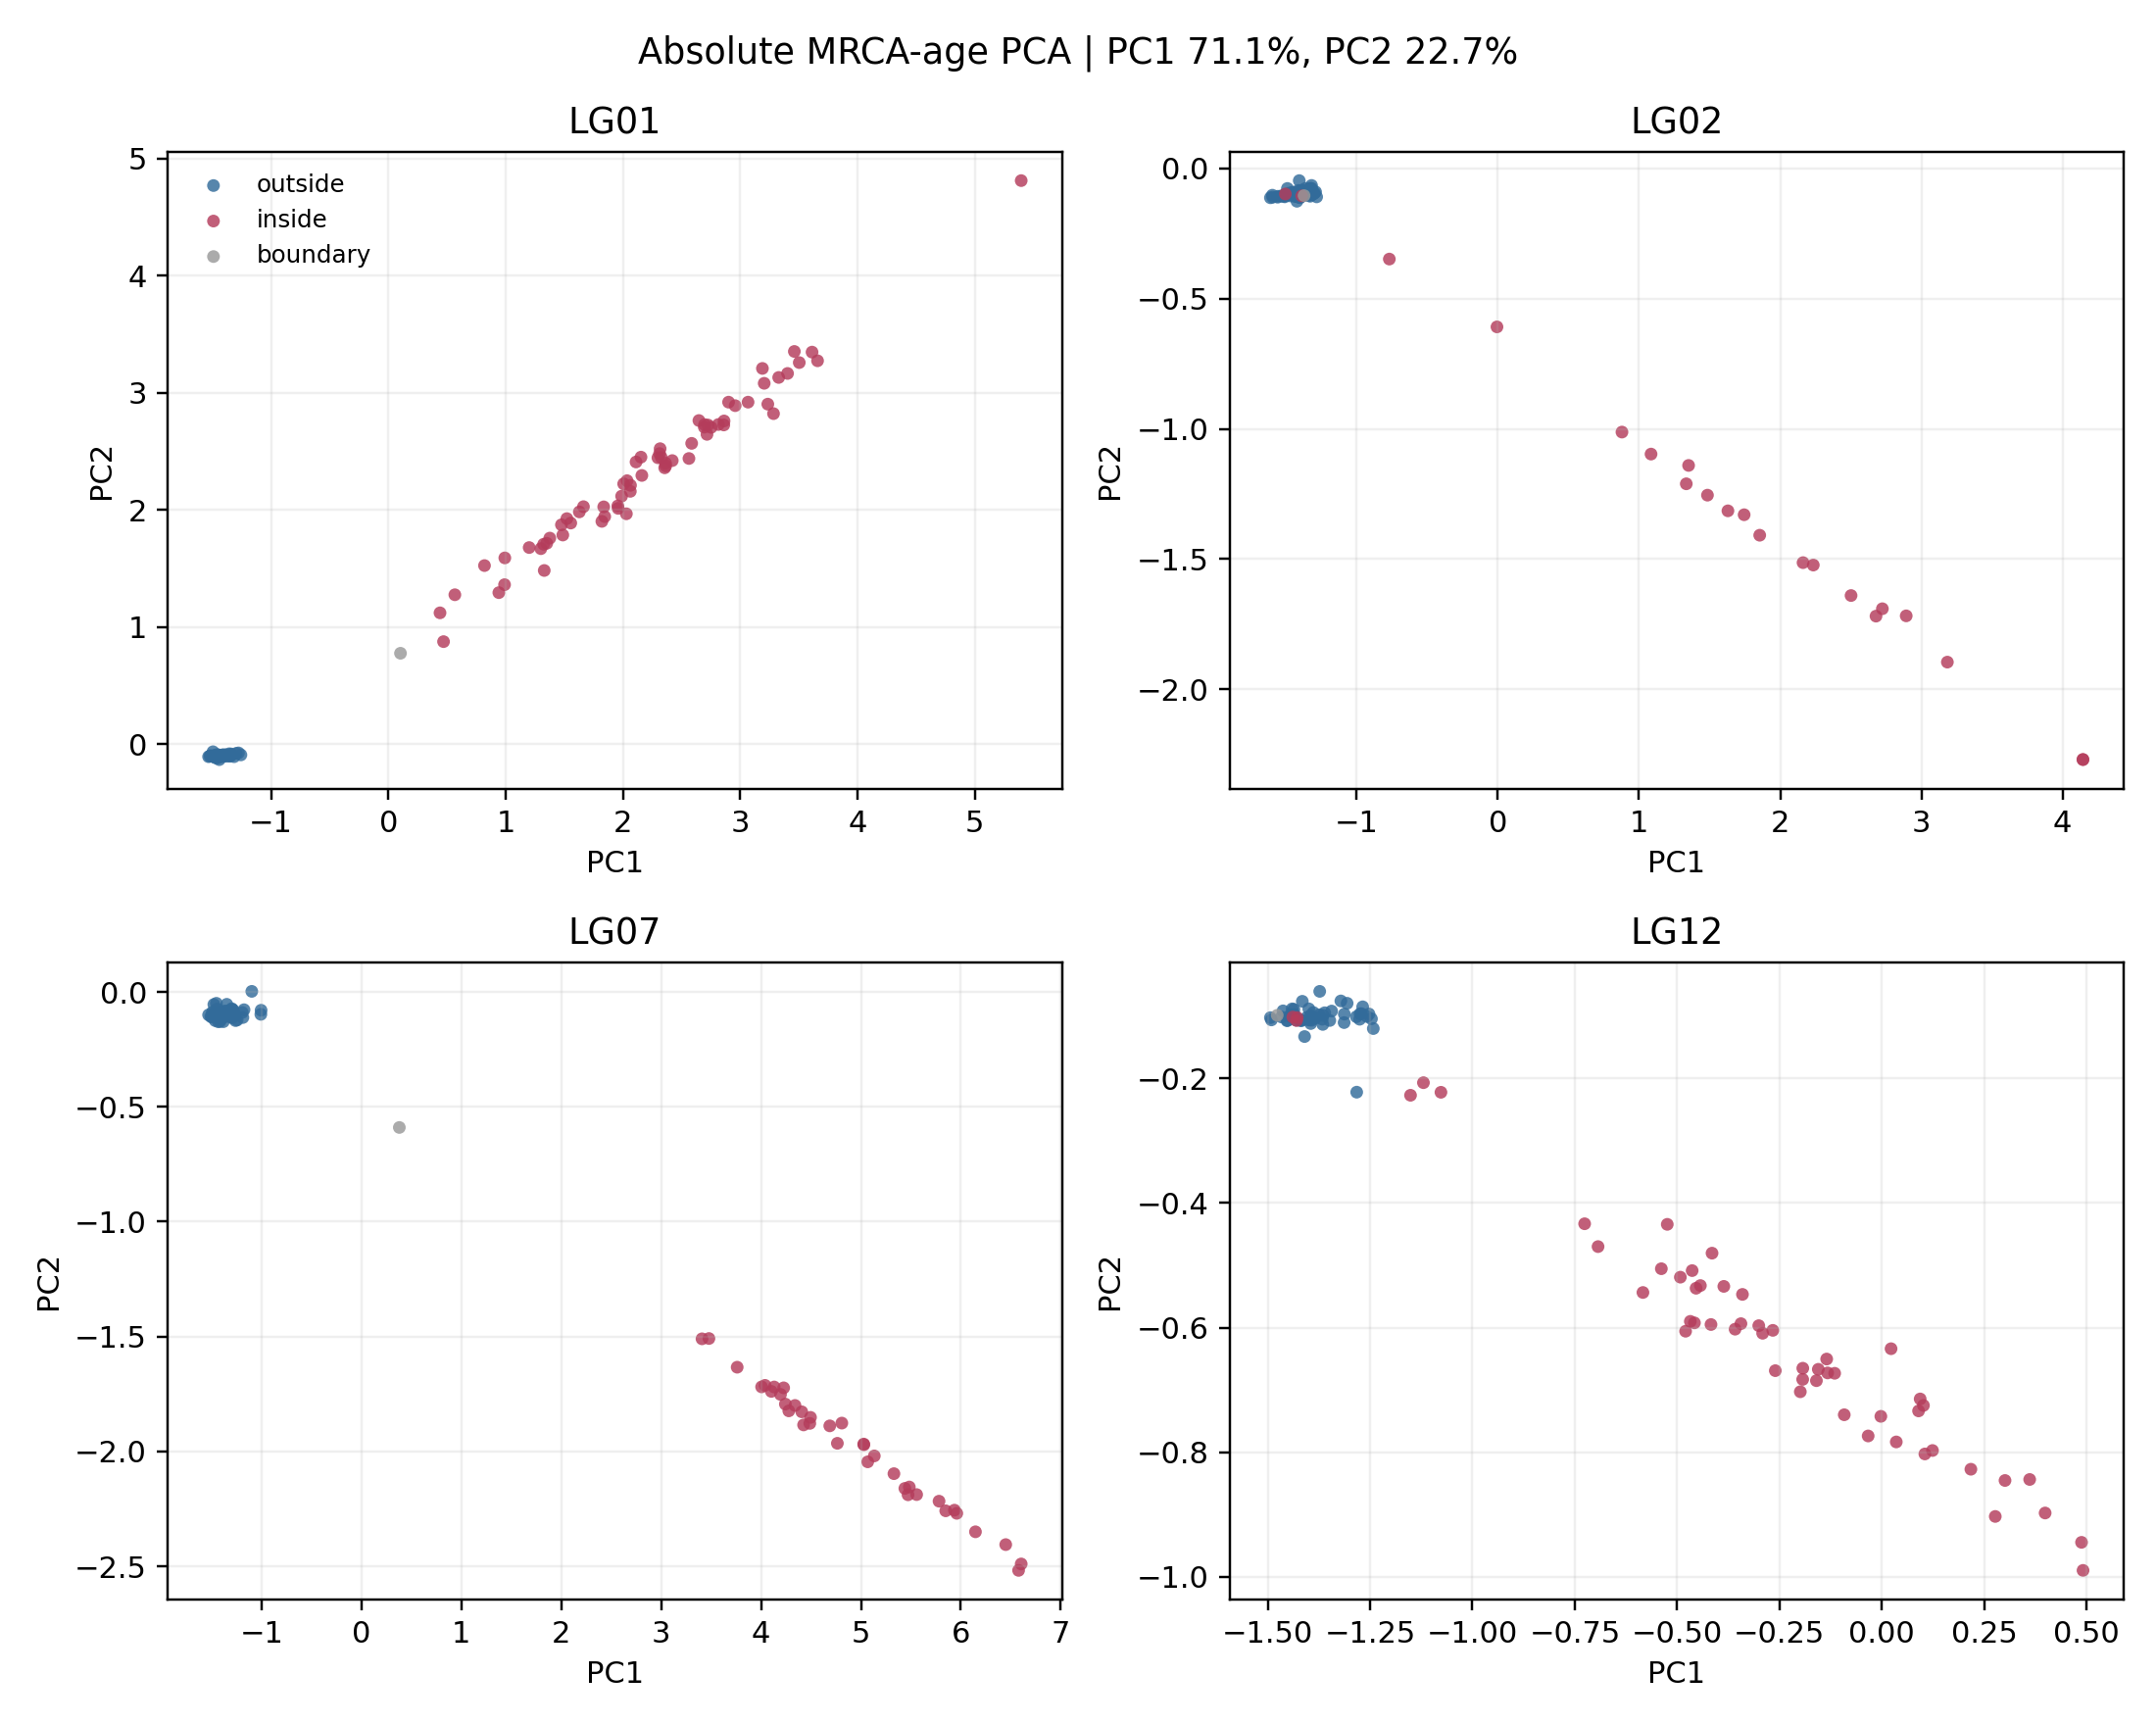 Absolute MRCA-age PCA | PC1 71.1%, PC2 22.7%
LG01
5
4
3
2
1
0
PC2
outside
inside
boundary
−1 0 1 2 3 4 5
PC1
LG02
0.0
−0.5
−1.0
−1.5
−2.0
PC2
−1 0 1 2 3 4
PC1
LG07
0.0
−0.5
−1.0
−1.5
−2.0
−2.5
PC2
−1 0 1 2 3 4 5 6 7
PC1
LG12
−0.2
−0.4
−0.6
−0.8
−1.0
PC2
−1.50 −1.25 −1.00 −0.75 −0.50 −0.25 0.00 0.25 0.50
PC1